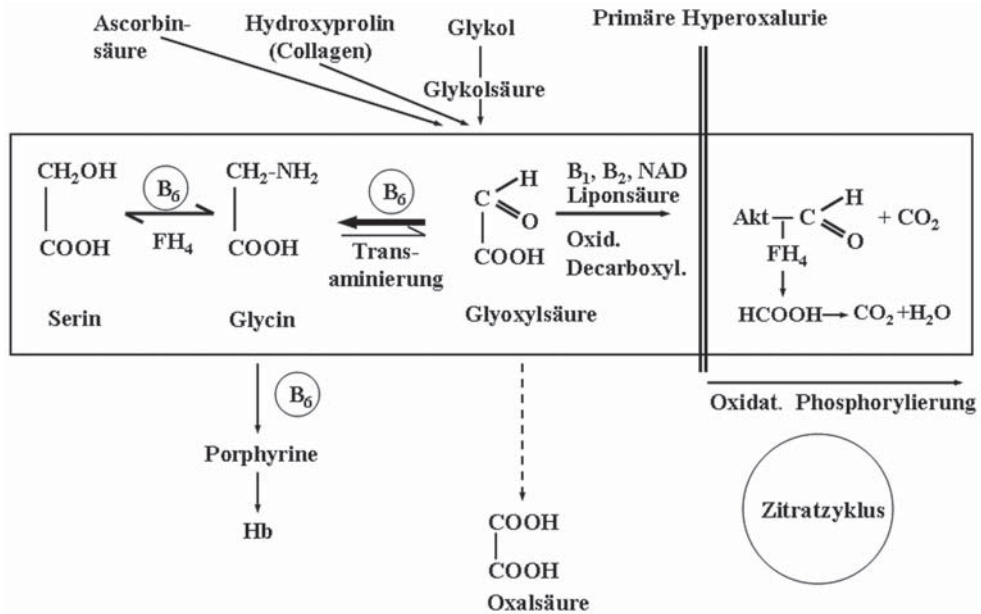 Ascorbin-
säure
Hydroxyprolin
(Collagen)
Glykol
Glykolsäure
Primäre Hyperoxalurie
CH₂OH
COOH
Serin
B₆
FH₄
CH₂-NH₂
COOH
Glycin
B₆
Trans-
aminierung
H
C
O
COOH
Glyoxylsäure
B₁, B₂, NAD
Liponsäure
Oxid.
Decarboxyl.
H
Akt C + CO₂
O
FH₄
HCOOH CO₂+H₂O
Oxidat. Phosphorylierung
B₆
Porphyrine
Hb
COOH
COOH
Oxalsäure
Zitratzyklus